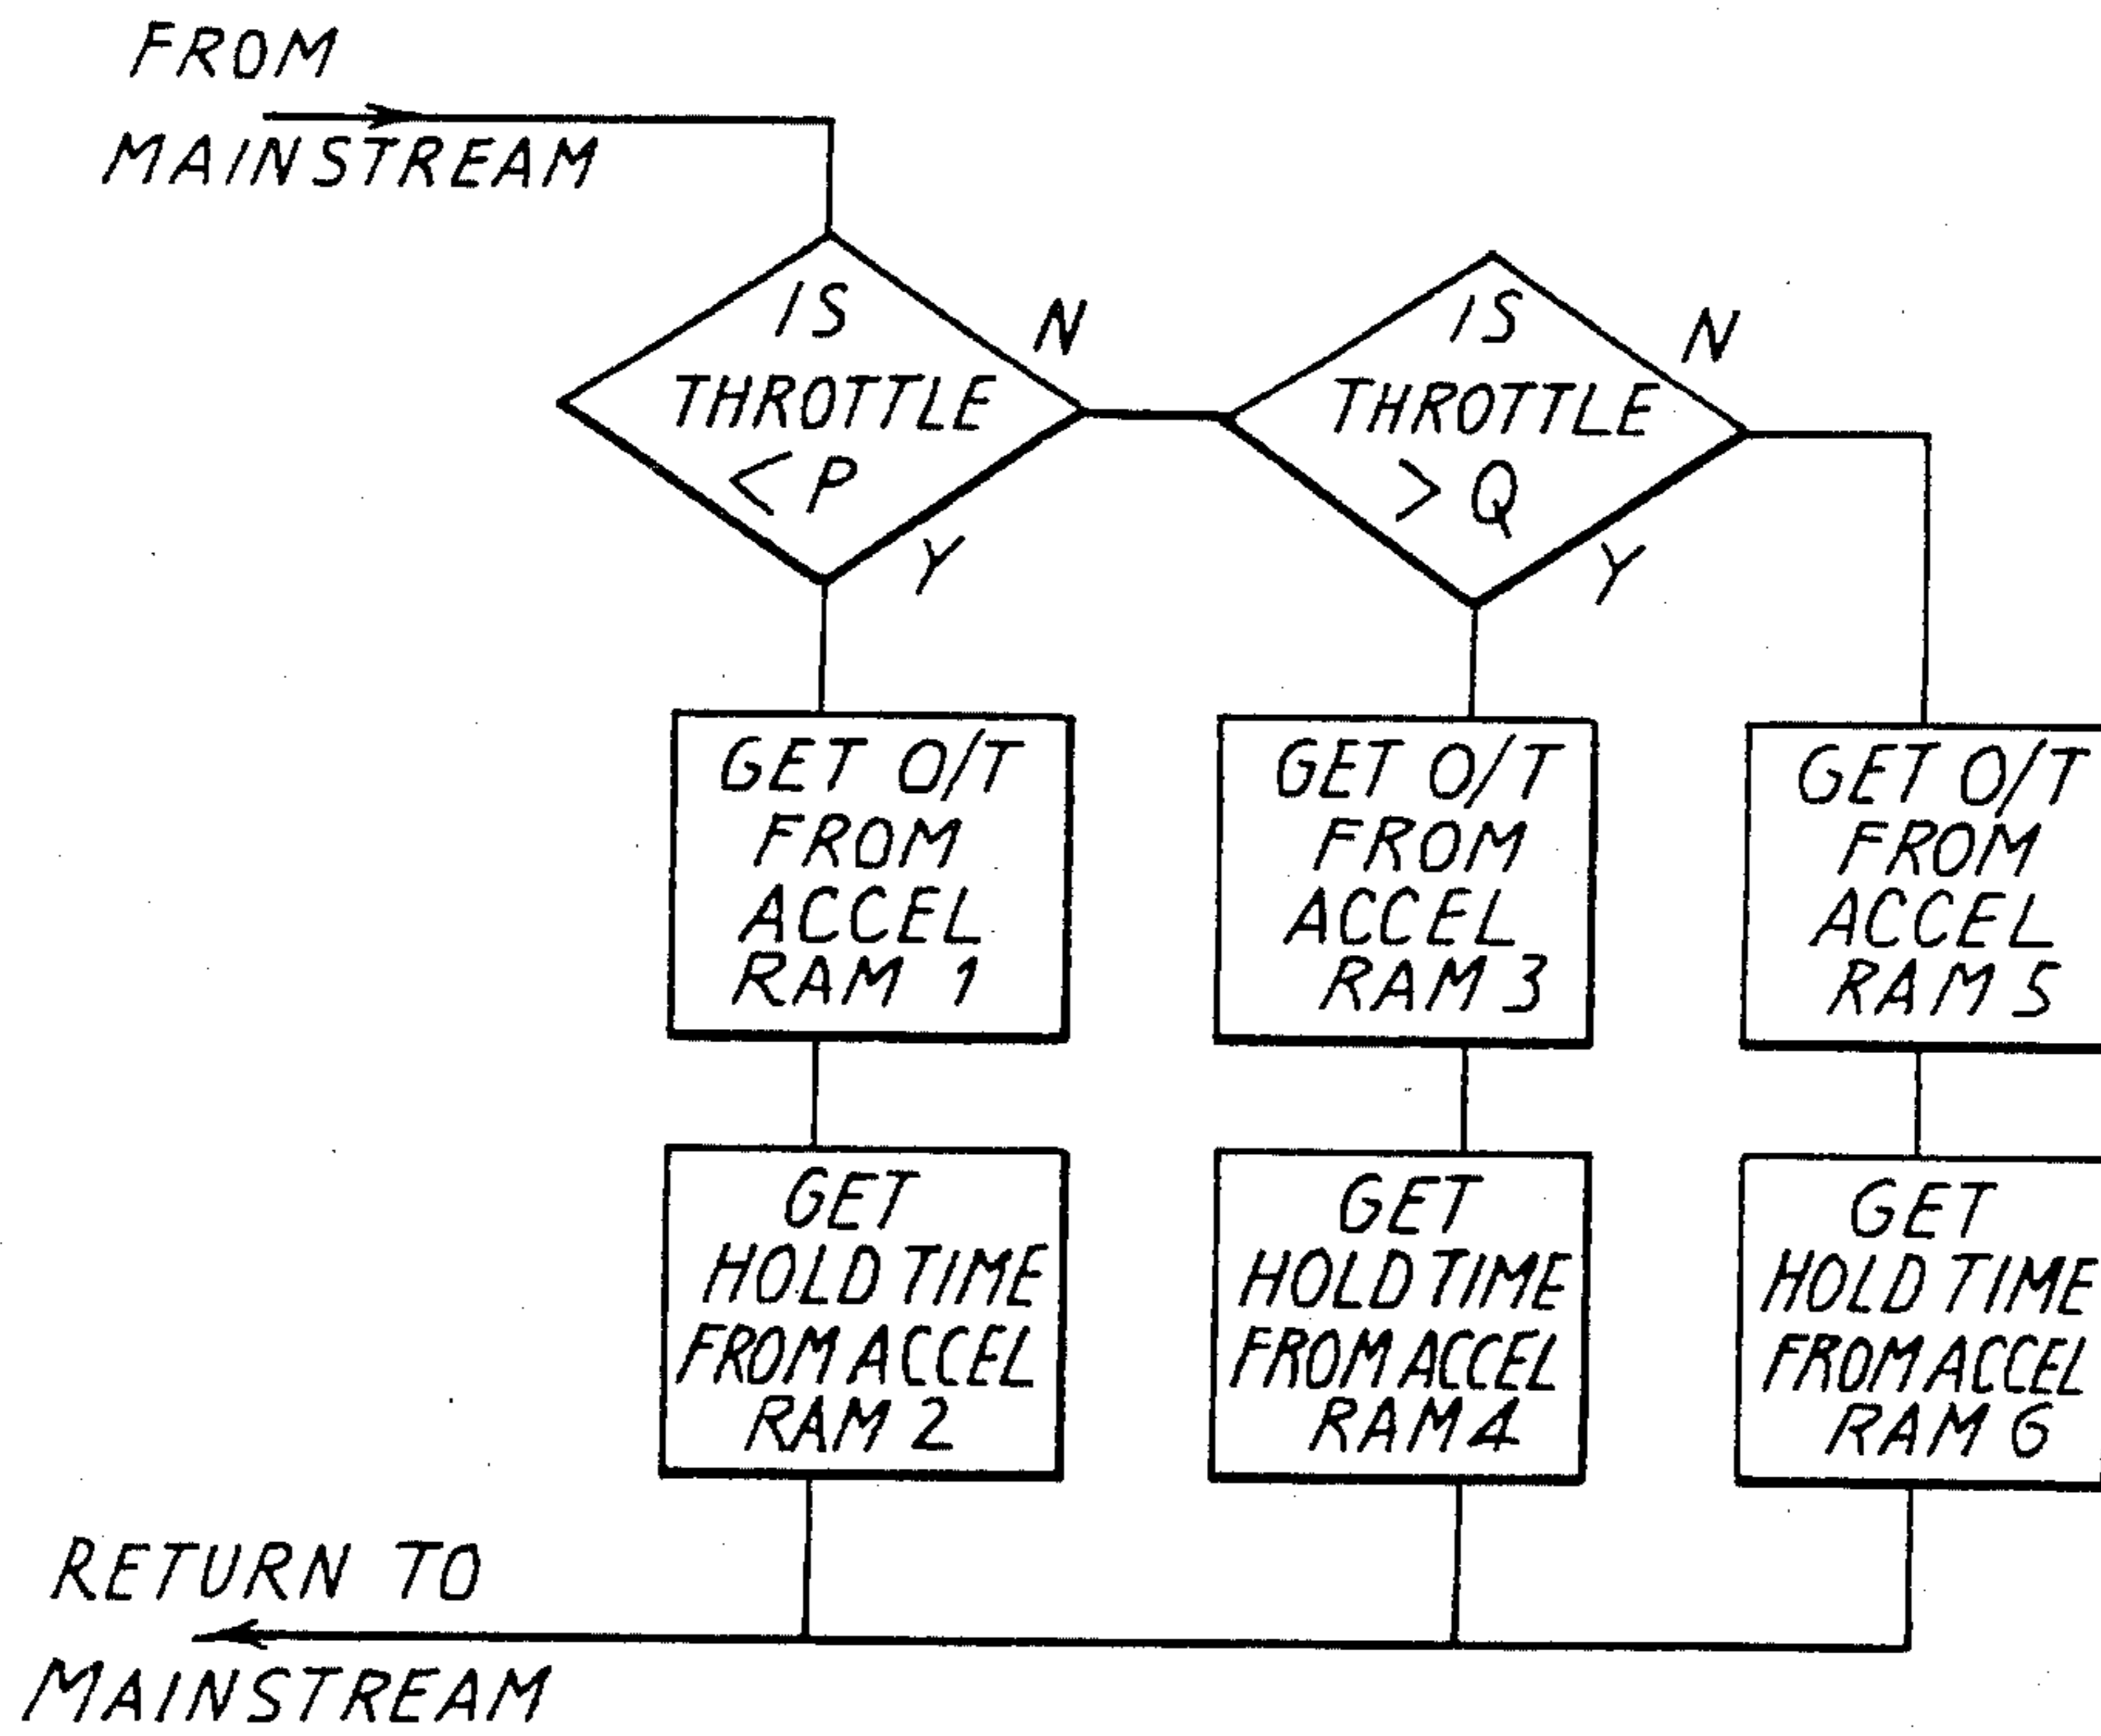 FROM
MAINSTREAM
IS
THROTTLE
< P
N
Y
IS
THROTTLE
> Q
N
Y
GET O/T
FROM
ACCEL
RAM 1
GET O/T
FROM
ACCEL
RAM 3
GET O/T
FROM
ACCEL
RAM 5
GET
HOLD TIME
FROM ACCEL
RAM 2
GET
HOLD TIME
FROM ACCEL
RAM 4
GET
HOLD TIME
FROM ACCEL
RAM 6
RETURN TO
MAINSTREAM